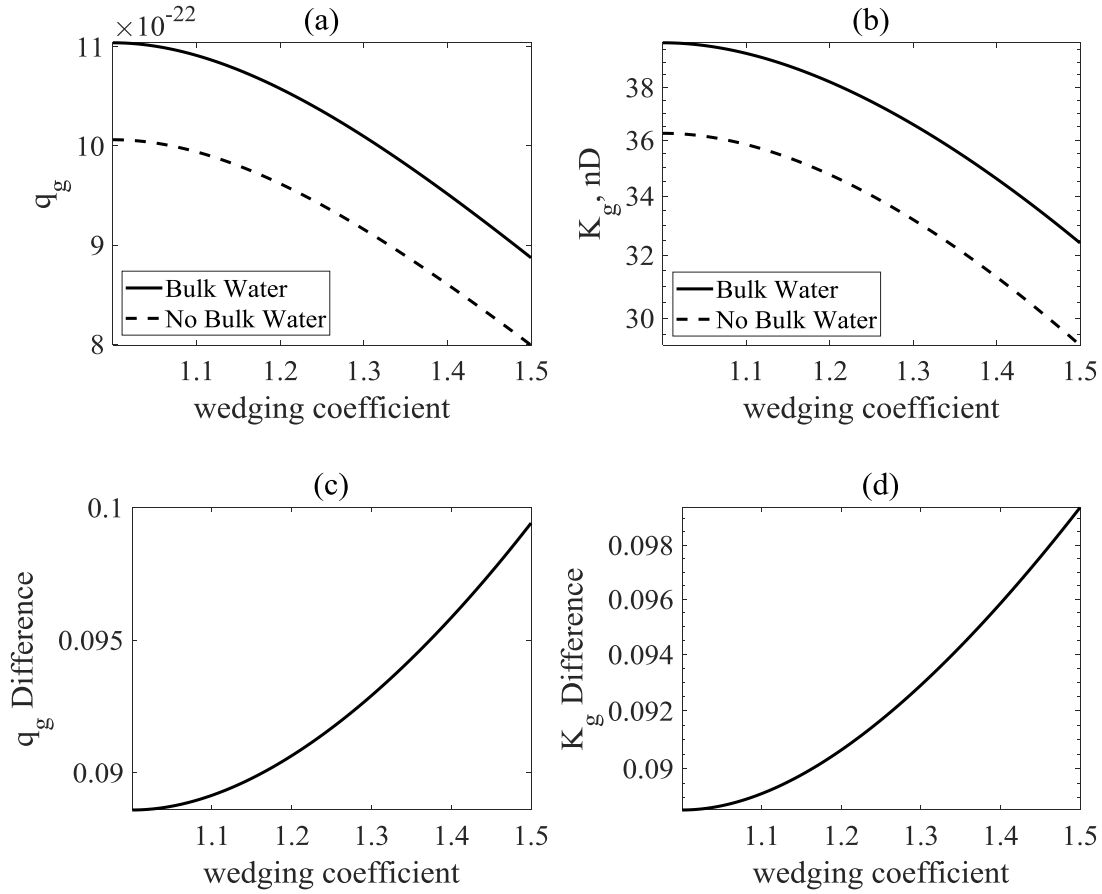 (a)
×10-22
11
10
9
8
q g
Bulk Water
No Bulk Water
1.1 1.2 1.3 1.4 1.5
wedging coefficient
(b)
38
36
34
32
30
K g, nD
Bulk Water
No Bulk Water
1.1 1.2 1.3 1.4 1.5
wedging coefficient
(c)
0.1
0.095
0.09
q g Difference
1.1 1.2 1.3 1.4 1.5
wedging coefficient
(d)
0.098
0.096
0.094
0.092
0.09
K g Difference
1.1 1.2 1.3 1.4 1.5
wedging coefficient